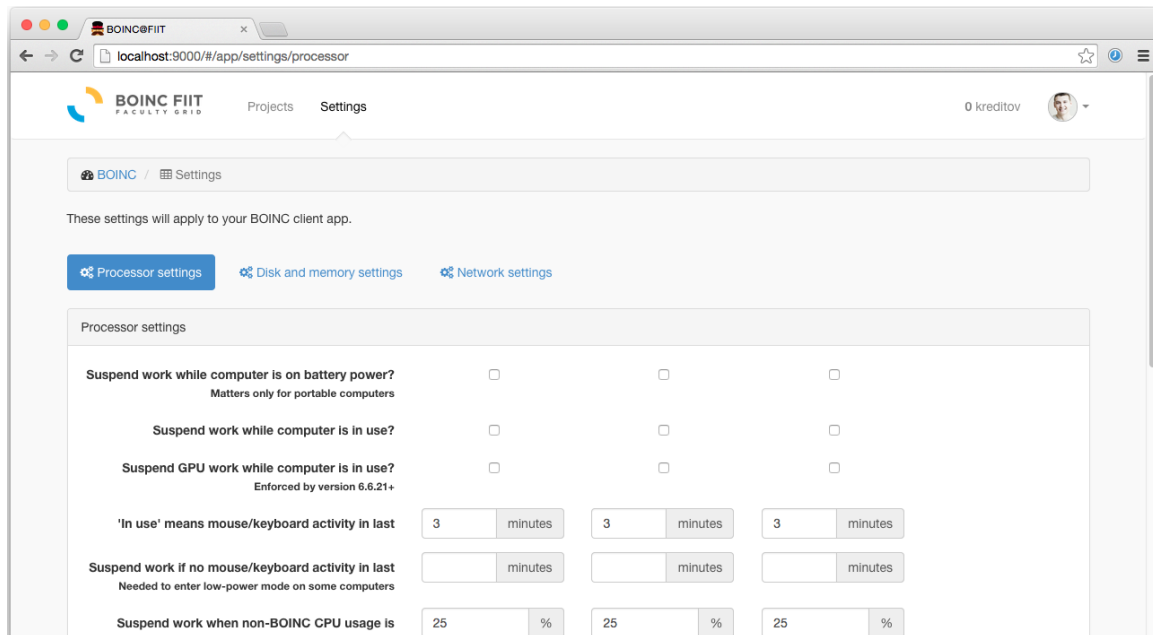 BOINC@FIIT
localhost:9000/#/app/settings/processor
BOINC FIIT
FACULTY GRID
Projects Settings 0 kreditov
BOINC / Settings
These settings will apply to your BOINC client app.
Processor settings Disk and memory settings Network settings
Processor settings
Suspend work while computer is on battery power?
Matters only for portable computers
Suspend work while computer is in use?
Suspend GPU work while computer is in use?
Enforced by version 6.6.21+
'In use' means mouse/keyboard activity in last 3 minutes 3 minutes 3 minutes
Suspend work if no mouse/keyboard activity in last minutes minutes minutes
Needed to enter low-power mode on some computers
Suspend work when non-BOINC CPU usage is 25 % 25 % 25 %